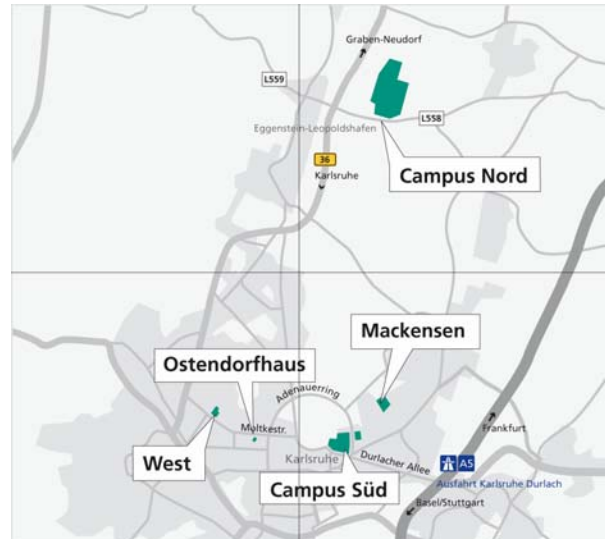 Graben-Neudorf
L559
L558
Eggenstein-Leopoldshafen
36
Karlsruhe
Campus Nord
Mackensen
Ostendorfhaus
Adenauerring
Moltkestr.
Frankfurt
West
Karlsruhe
Durlacher Allee
A5
Campus Süd
Ausfahrt Karlsruhe Durlach
Basel/Stuttgart